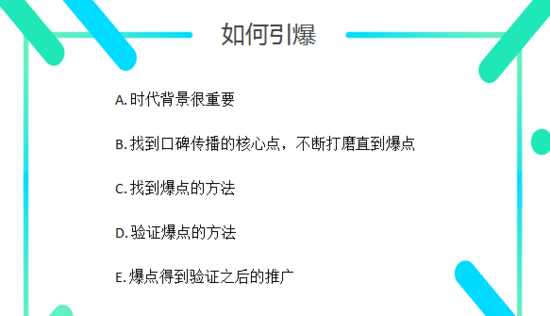 如何引爆
A. 时代背景很重要
B. 找到口碑传播的核心点，不断打磨直到爆点
C. 找到爆点的方法
D. 验证爆点的方法
E. 爆点得到验证之后的推广